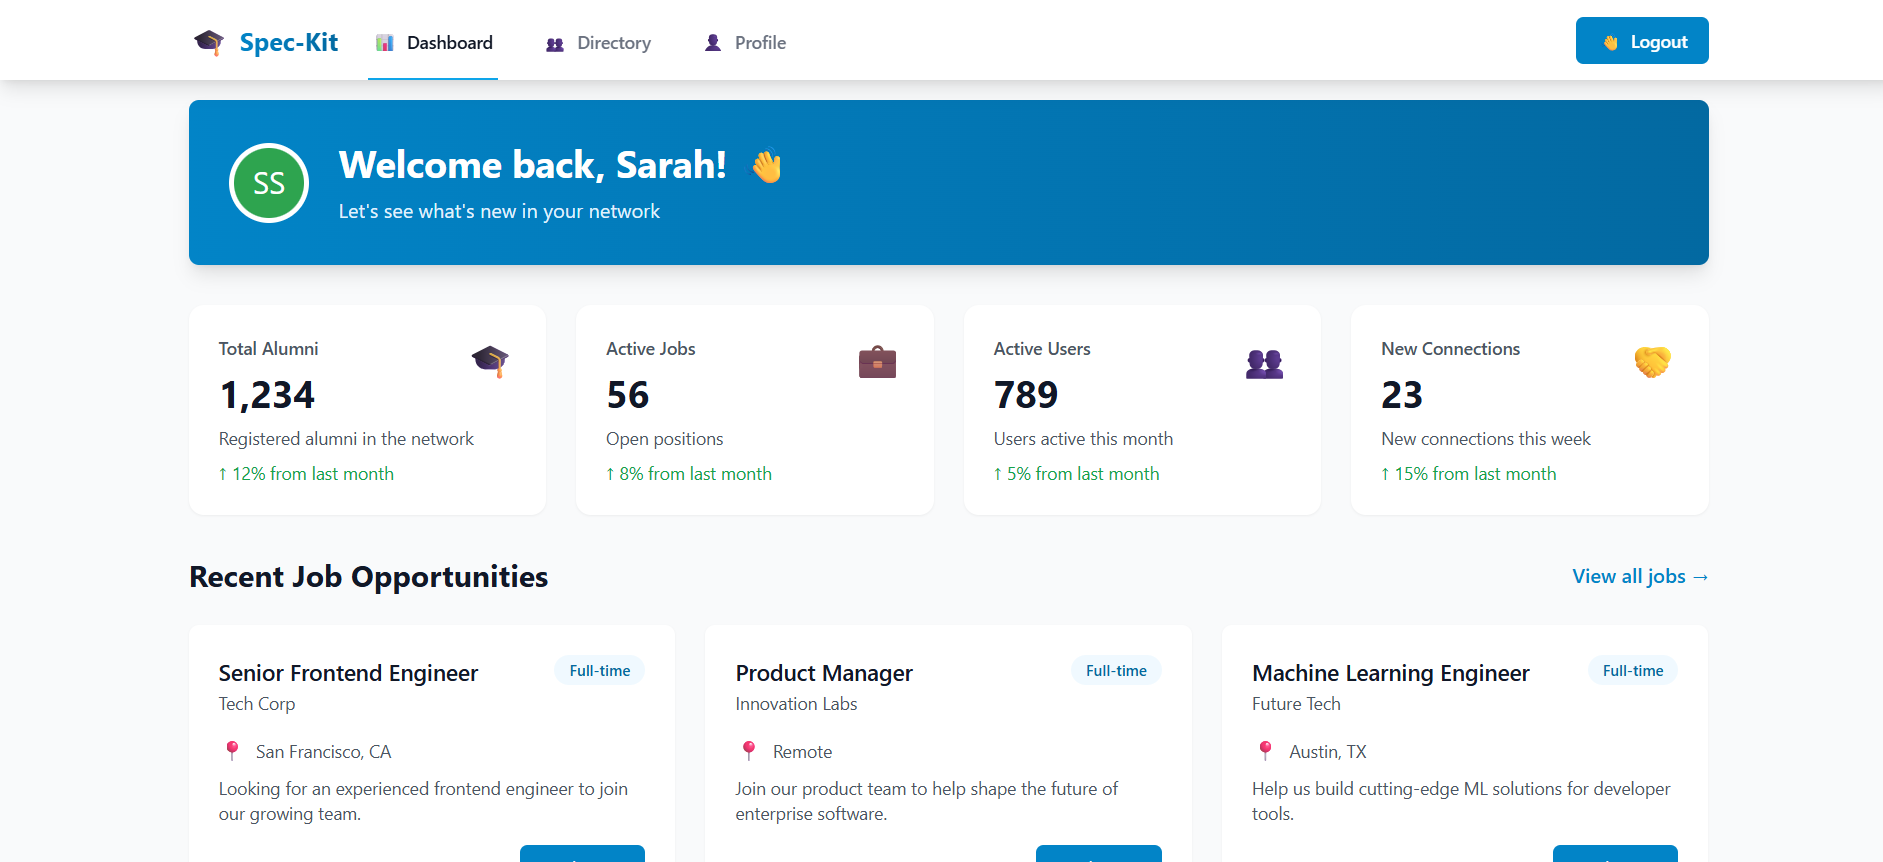 Spec-Kit
Dashboard
Directory
Profile
Logout
SS
Welcome back, Sarah!
Let's see what's new in your network
Total Alumni
1,234
Registered alumni in the network
↑ 12% from last month
Active Jobs
56
Open positions
↑ 8% from last month
Active Users
789
Users active this month
↑ 5% from last month
New Connections
23
New connections this week
↑ 15% from last month
Recent Job Opportunities
View all jobs →
Senior Frontend Engineer
Full-time
Tech Corp
San Francisco, CA
Looking for an experienced frontend engineer to join
our growing team.
Product Manager
Full-time
Innovation Labs
Remote
Join our product team to help shape the future of
enterprise software.
Machine Learning Engineer
Full-time
Future Tech
Austin, TX
Help us build cutting-edge ML solutions for developer
tools.